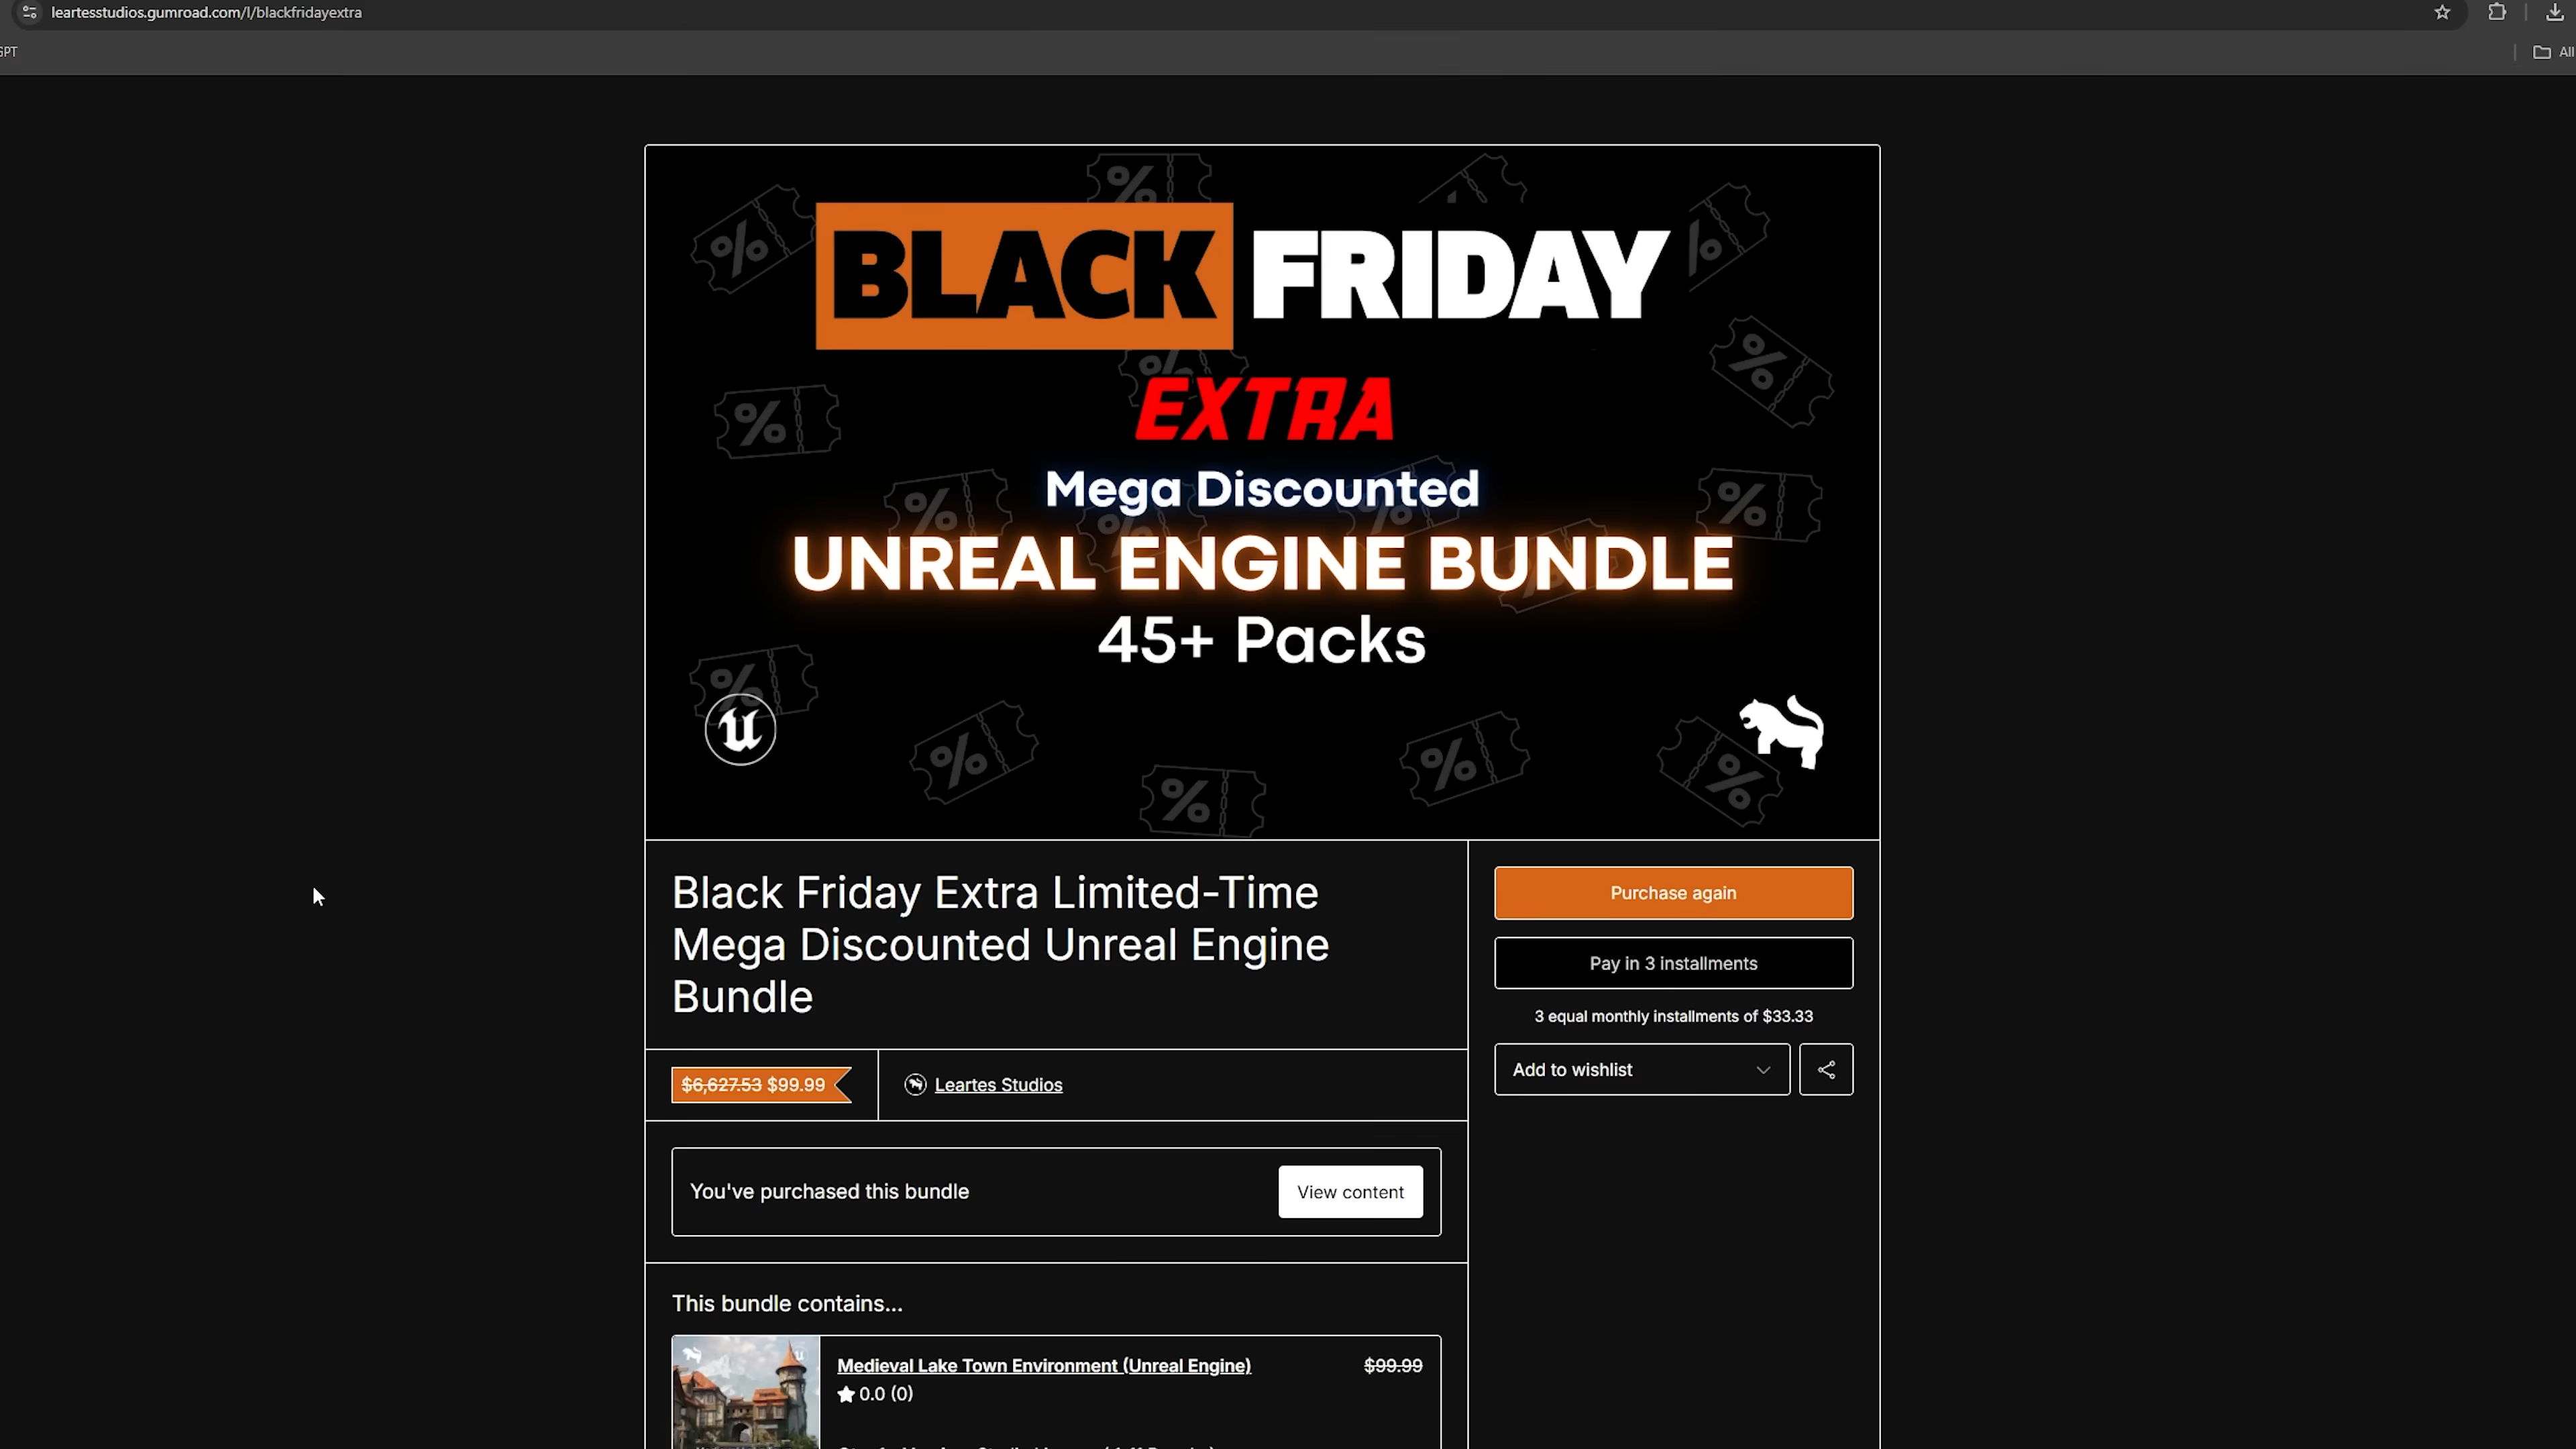 leartesstudios.gumroad.com/l/blackfridayextra
GPT
All
BLACK FRIDAY
EXTRA
Mega Discounted
UNREAL ENGINE BUNDLE
45+ Packs
Black Friday Extra Limited-Time
Mega Discounted Unreal Engine
Bundle
$6,627.53 $99.99
Leartes Studios
You've purchased this bundle
View content
This bundle contains...
Medieval Lake Town Environment (Unreal Engine)
$99.99
0.0 (0)
Purchase again
Pay in 3 installments
3 equal monthly installments of $33.33
Add to wishlist